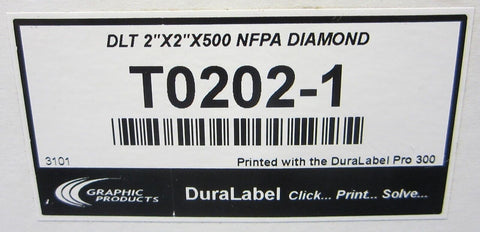 DLT 2"X2"X500 NFPA DIAMOND
T0202-1
3101 Printed with the DuraLabel Pro 300
GRAPHIC PRODUCTS DuraLabel Click... Print... Solve...